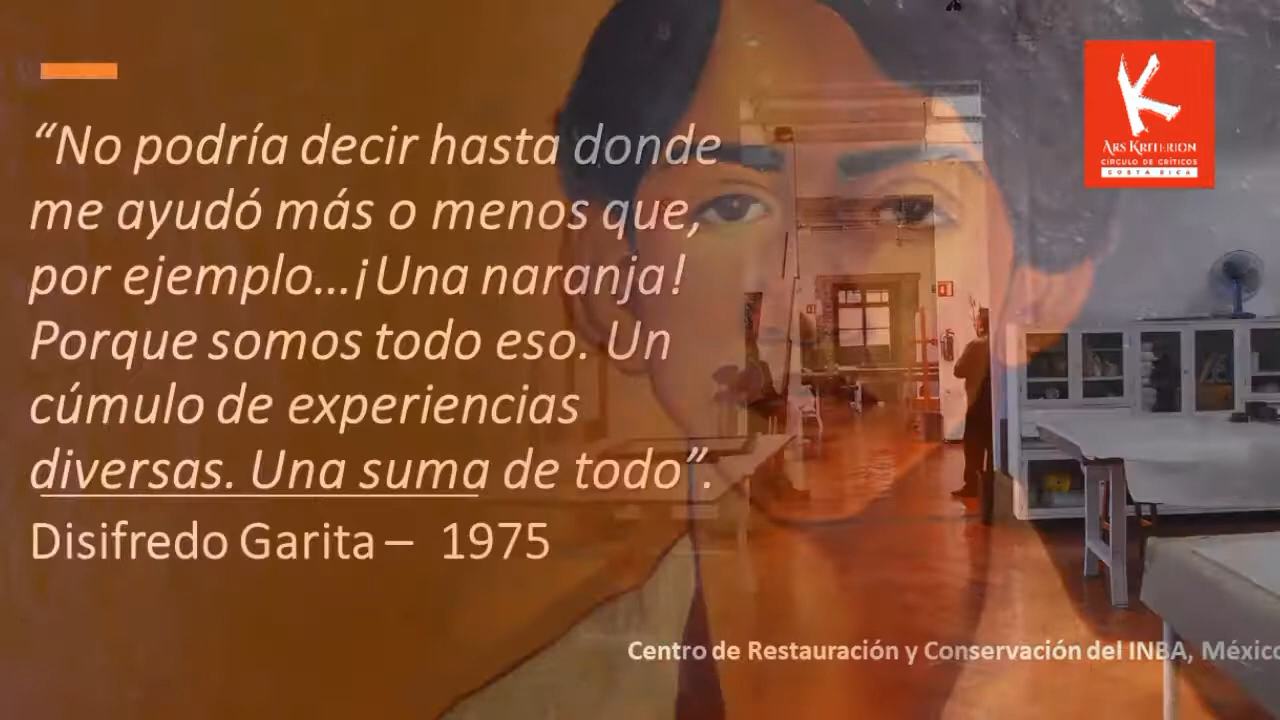 “No podría decir hasta donde
me ayudó más o menos que,
por ejemplo...¡Una naranja!
Porque somos todo eso. Un
cúmulo de experiencias
diversas. Una suma de todo”.
Disifredo Garita – 1975
K
ARS KRITERION
CÍRCULO DE CRÍTICOS
COSTA RICA
Centro de Restauración y Conservación del INBA, México